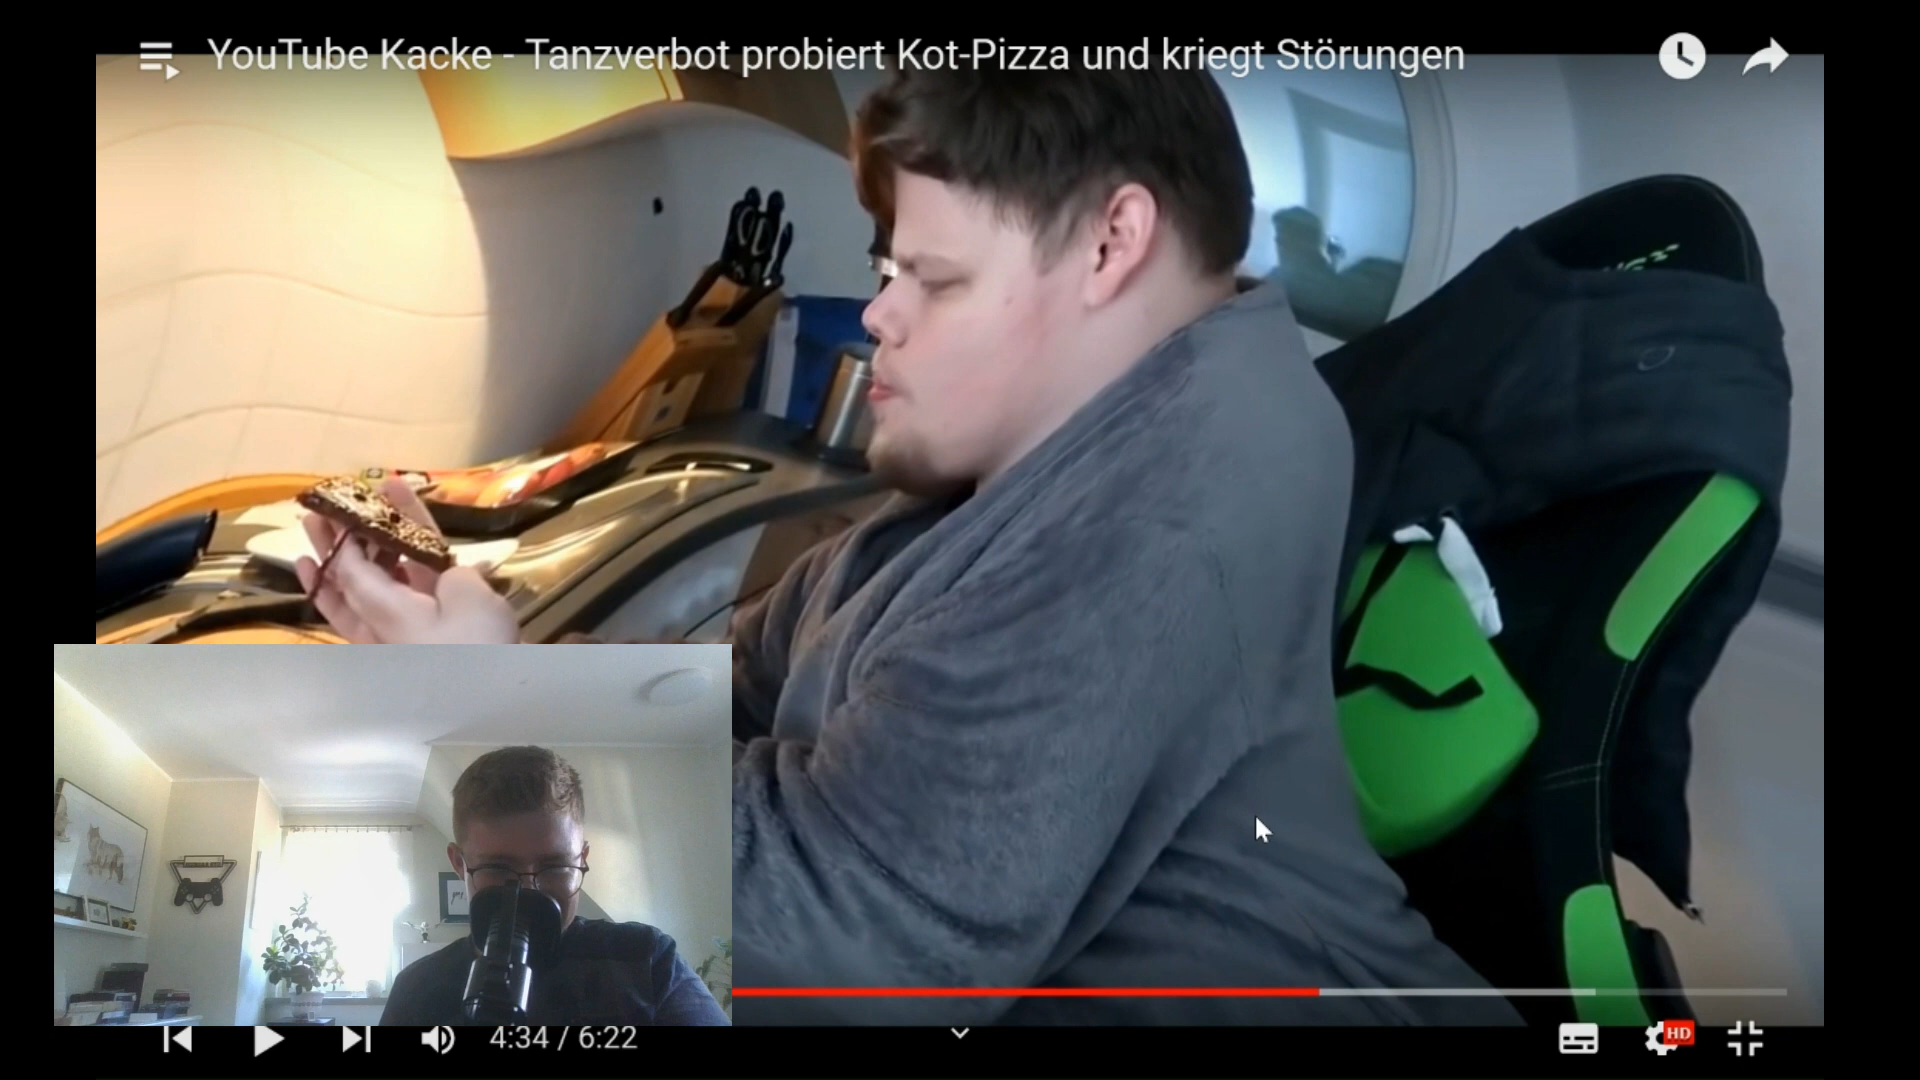 YouTube Kacke - Tanzverbot probiert Kot-Pizza und kriegt Störungen
4:34 / 6:22
HD